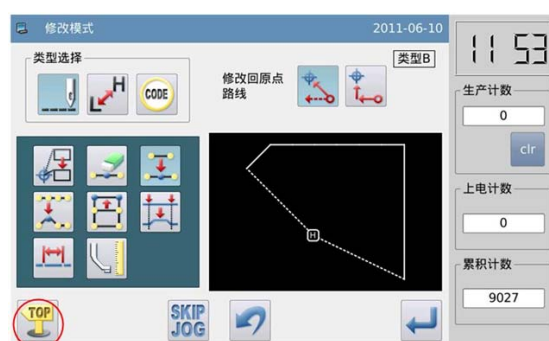 修改模式
2011-06-10
类型选择
类型B
L H
CODE
修改回原点
路线
11 53
生产计数
0
clr
上电计数
0
累积计数
9027
H
TOP
SKIP
JOG